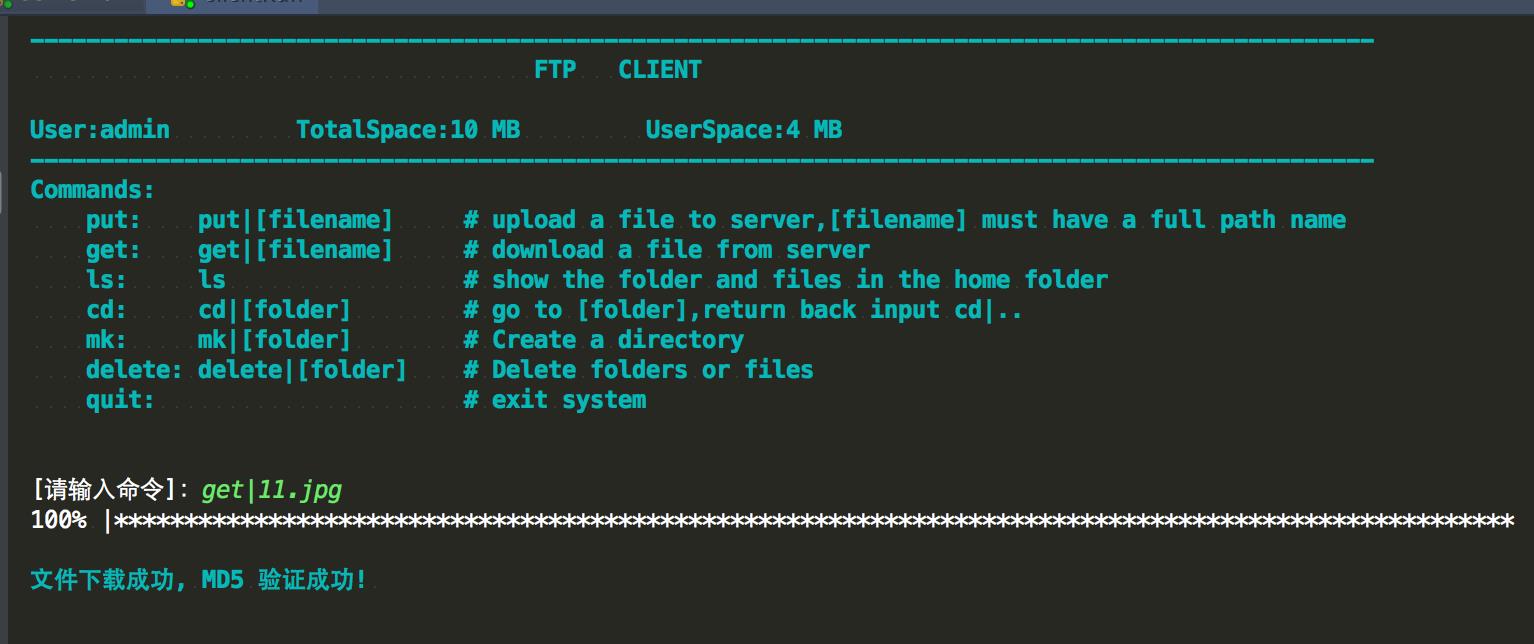 FTP CLIENT
User:admin TotalSpace:10 MB UserSpace:4 MB
Commands:
put: put|[filename] # upload a file to server,[filename] must have a full path name
get: get|[filename] # download a file from server
ls: ls # show the folder and files in the home folder
cd: cd|[folder] # go to [folder],return back input cd|..
mk: mk|[folder] # Create a directory
delete: delete|[folder] # Delete folders or files
quit: # exit system
[请输入命令]: get|11.jpg
100% |****************************************************************************************************
文件下载成功, MD5 验证成功!